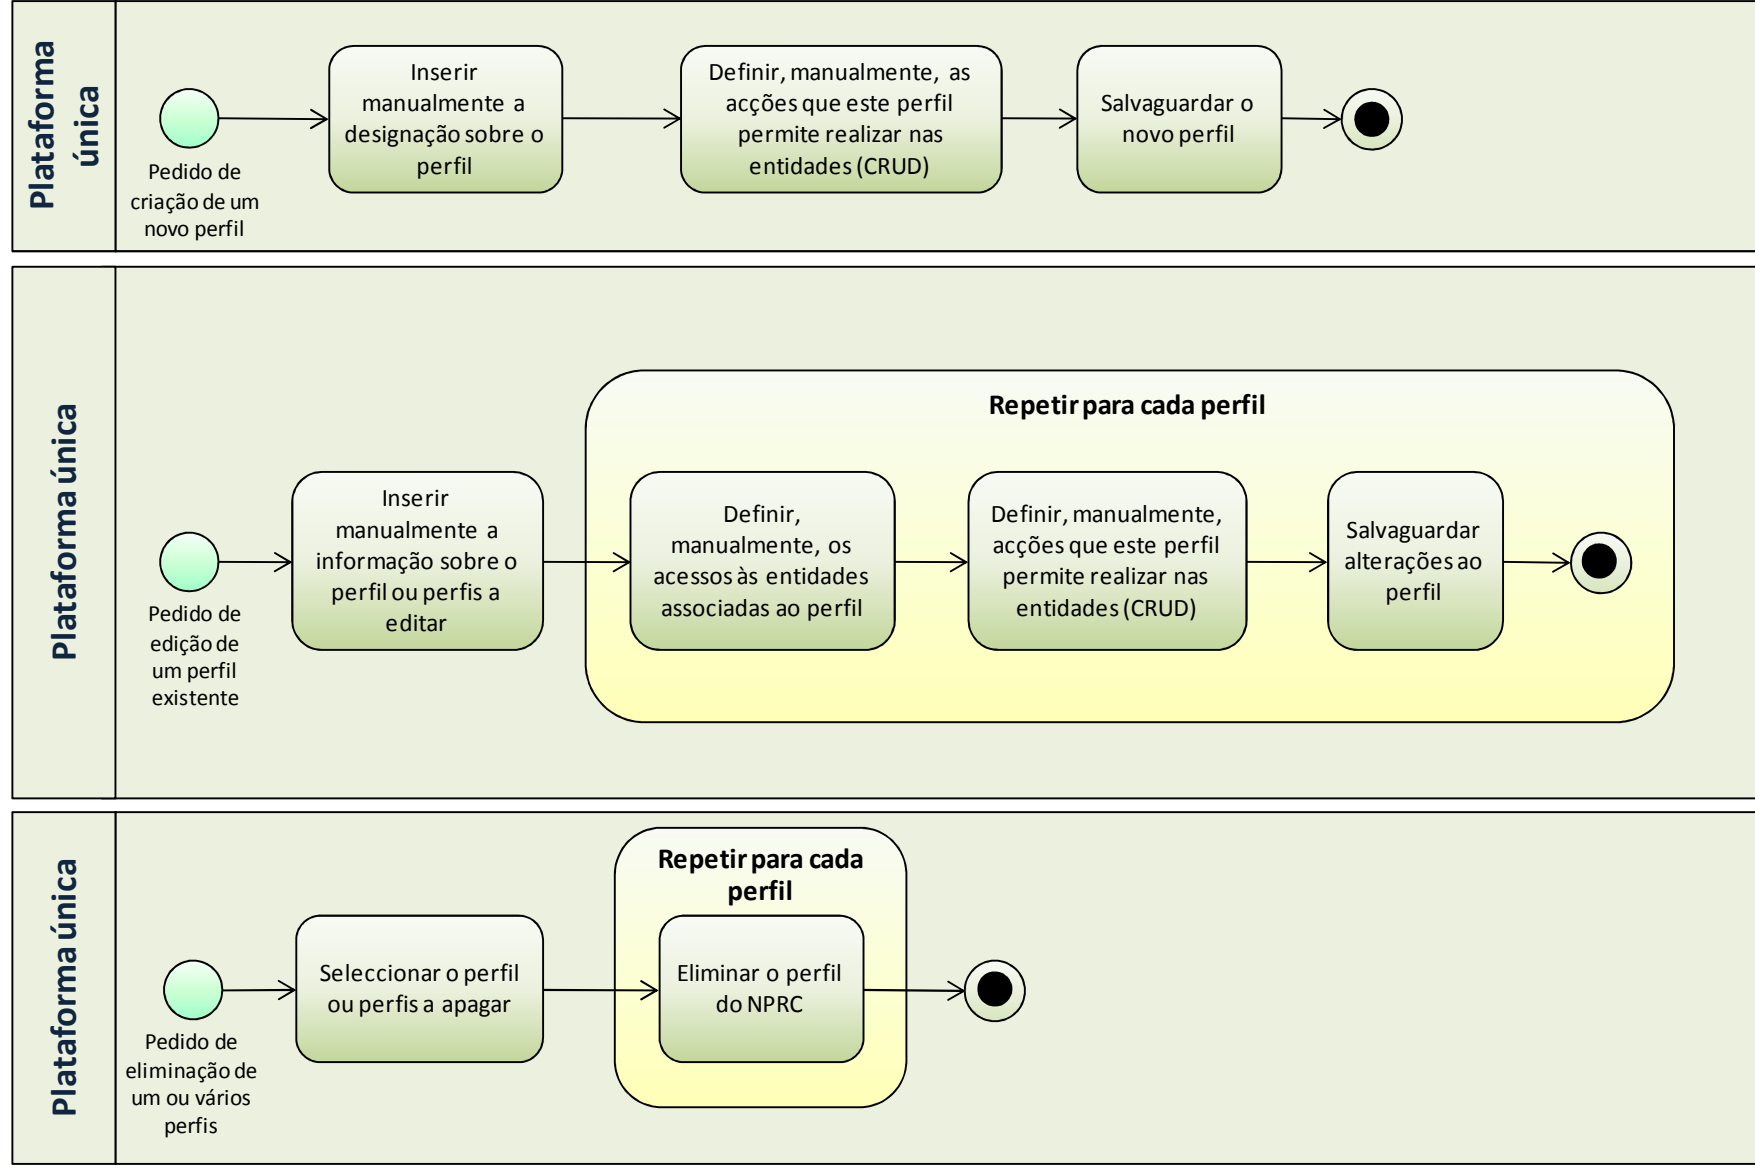 Plataforma
única
Pedido de
criação de um
novo perfil
Inserir
manualmente a
designação sobre o
perfil
Definir, manualmente, as
acções que este perfil
permite realizar nas
entidades (CRUD)
Salvaguardar o
novo perfil
Plataforma única
Pedido de
edição de
um perfil
existente
Inserir
manualmente a
informação sobre o
perfil ou perfis a
editar
Repetir para cada perfil
Definir,
manualmente, os
acessos às entidades
associadas ao perfil
Definir, manualmente,
acções que este perfil
permite realizar nas
entidades (CRUD)
Salvaguardar
alterações ao
perfil
Plataforma única
Pedido de
eliminação de
um ou vários
perfis
Seleccionar o perfil
ou perfis a apagar
Repetir para cada
perfil
Eliminar o perfil
do NPRC